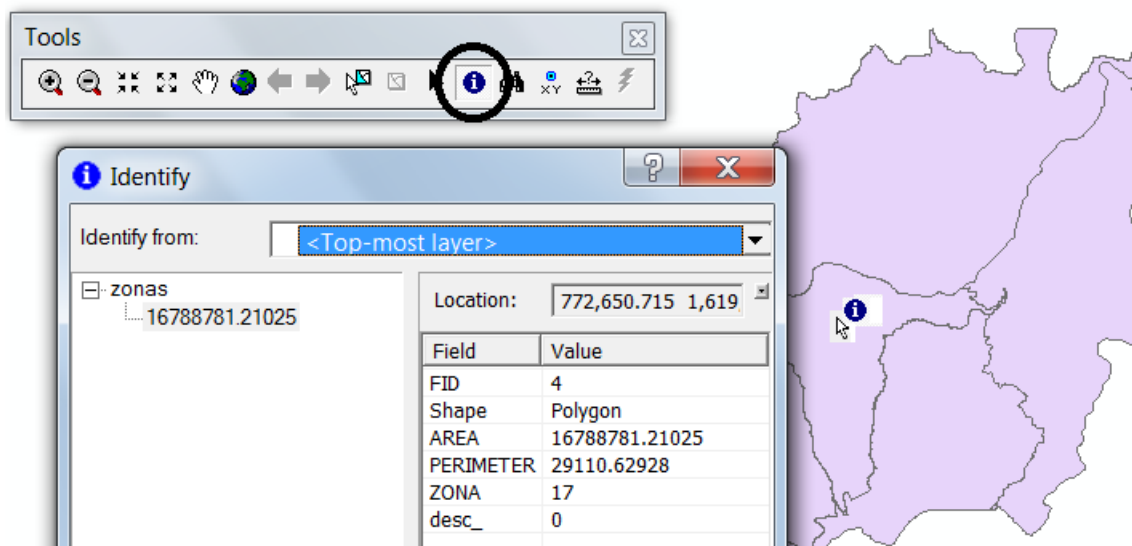 Tools
XY
Identify
Identify from:
<Top-most layer>
zonas
16788781.21025
Location:
772,650.715 1,619
Field Value
FID 4
Shape Polygon
AREA 16788781.21025
PERIMETER 29110.62928
ZONA 17
desc_ 0